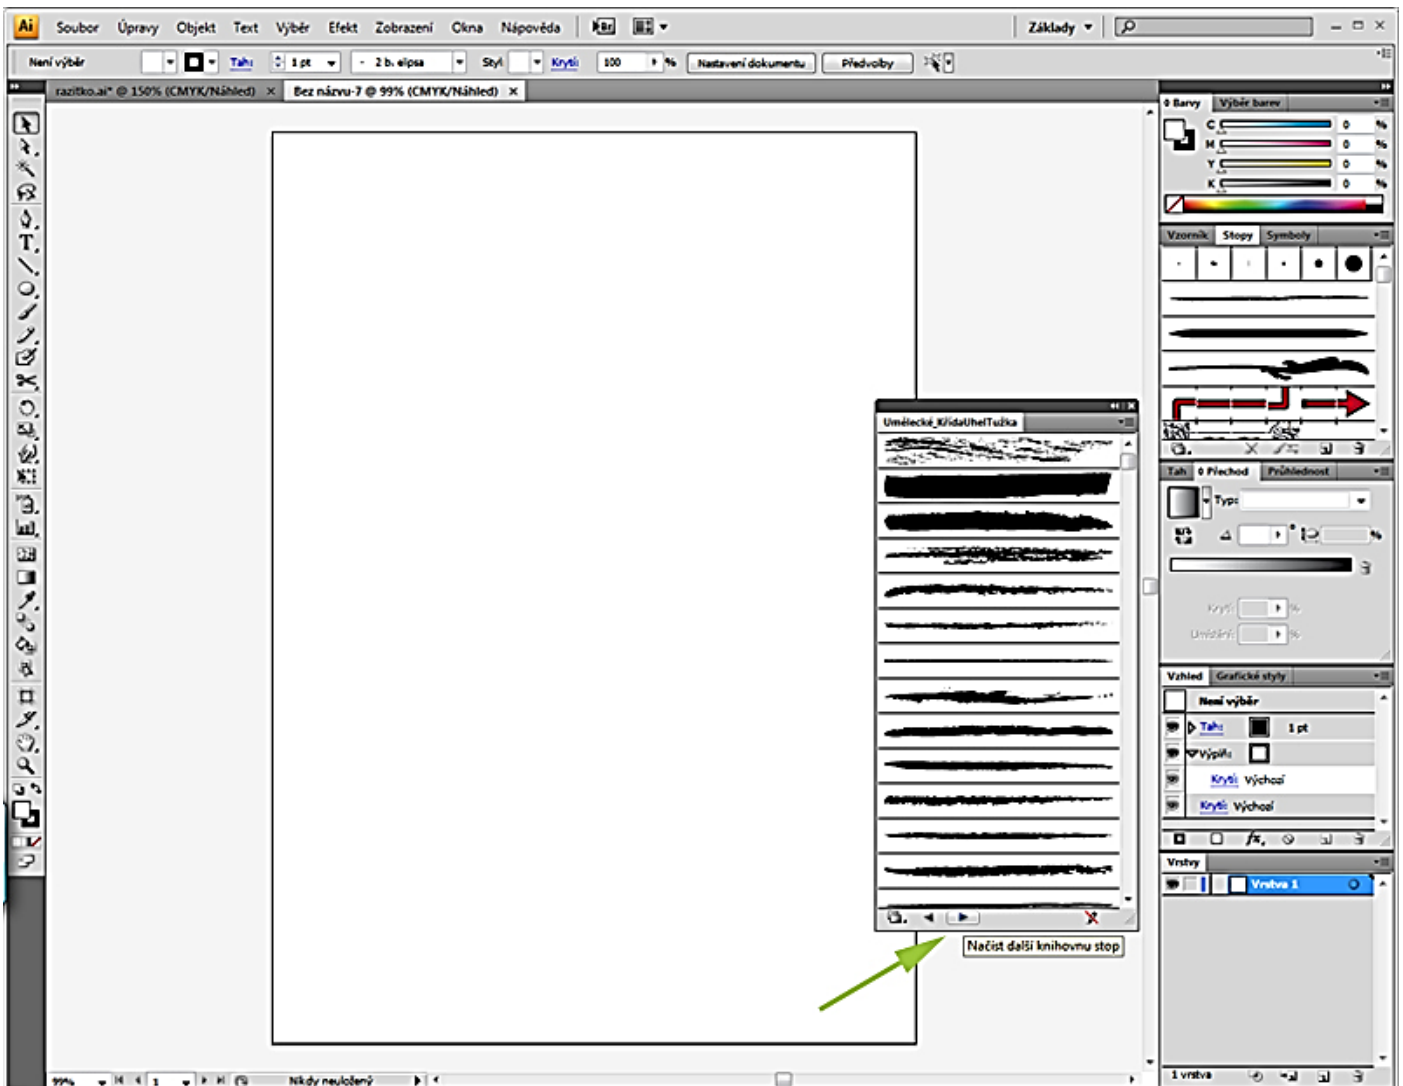 Ai Soubor Úpravy Objekt Text Výběr Efekt Zobrazení Okna Nápověda Br Základy
Není výběr Tah: 1 pt 2 b. elipsa Styl Krytí: 100 % Nastavení dokumentu Předvolby
razitko.ai* @ 150% (CMYK/Náhled) × Bez názvu-7 @ 99% (CMYK/Náhled) ×
Barvy Výběr barev
C 0 %
M 0 %
Y 0 %
K 0 %
Vzorník Stopy Symboly
Umělecké_KřídaUhelTužka
Tah Přechod Průhlednost
Typ:
° %
Krytí: %
Umístění: %
Vzhled Grafické styly
Není výběr
Tah: 1 pt
Výplň:
Krytí: Výchozí
Krytí: Výchozí
fx
Vrstvy
Vrstva 1
Načíst další knihovnu stop
99% 1 Nikdy neuložený
1 vrstva